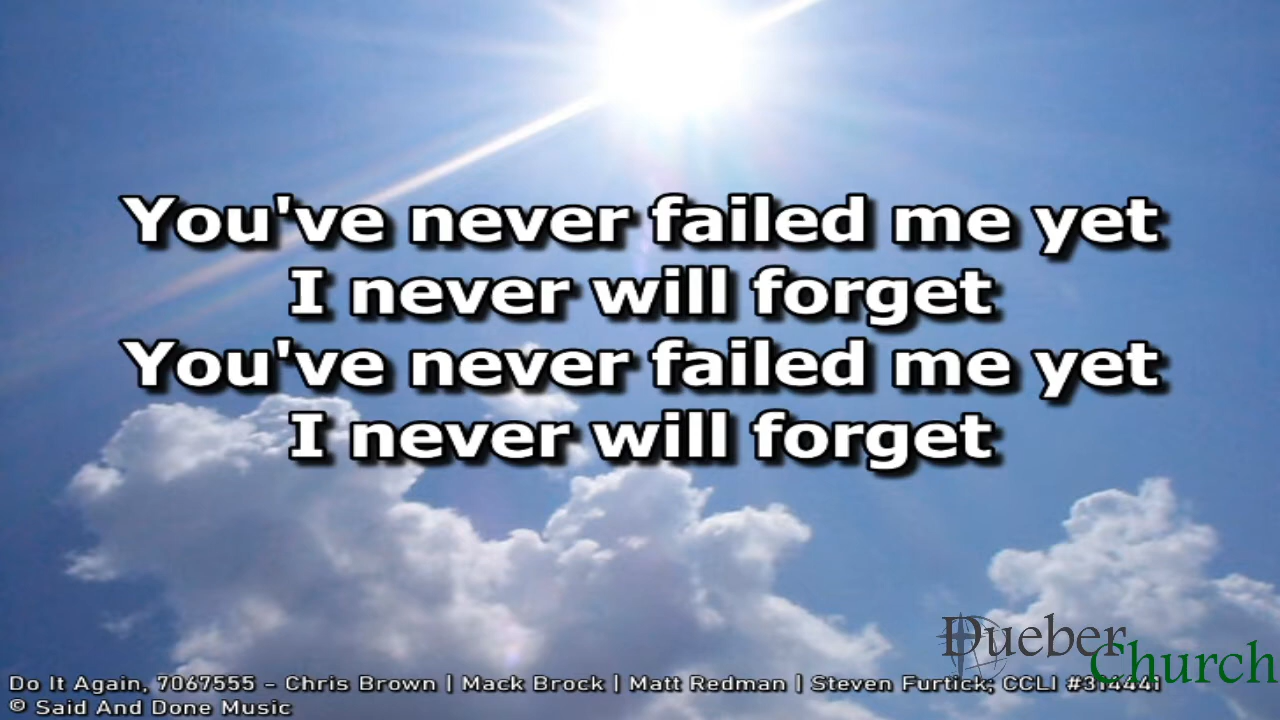 You've never failed me yet
I never will forget
You've never failed me yet
I never will forget
Dueber
Church
Do It Again, 7067555 – Chris Brown | Mack Brock | Matt Redman | Steven Furtick; CCLI #314441
© Said And Done Music